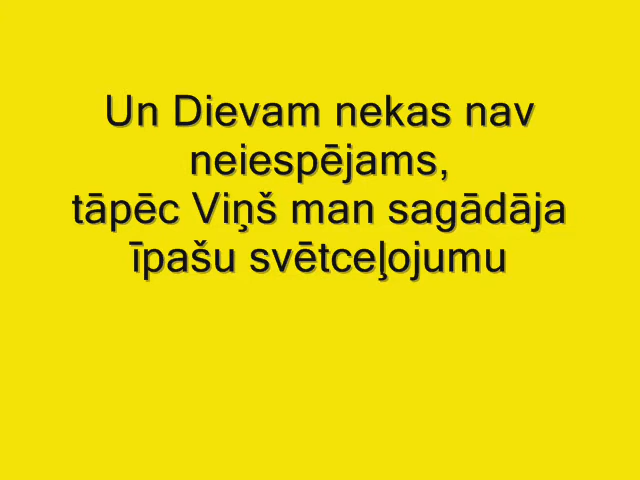 Un Dievam nekas nav
neiespējams,
tāpēc Viņš man sagādāja
īpašu svētceļojumu